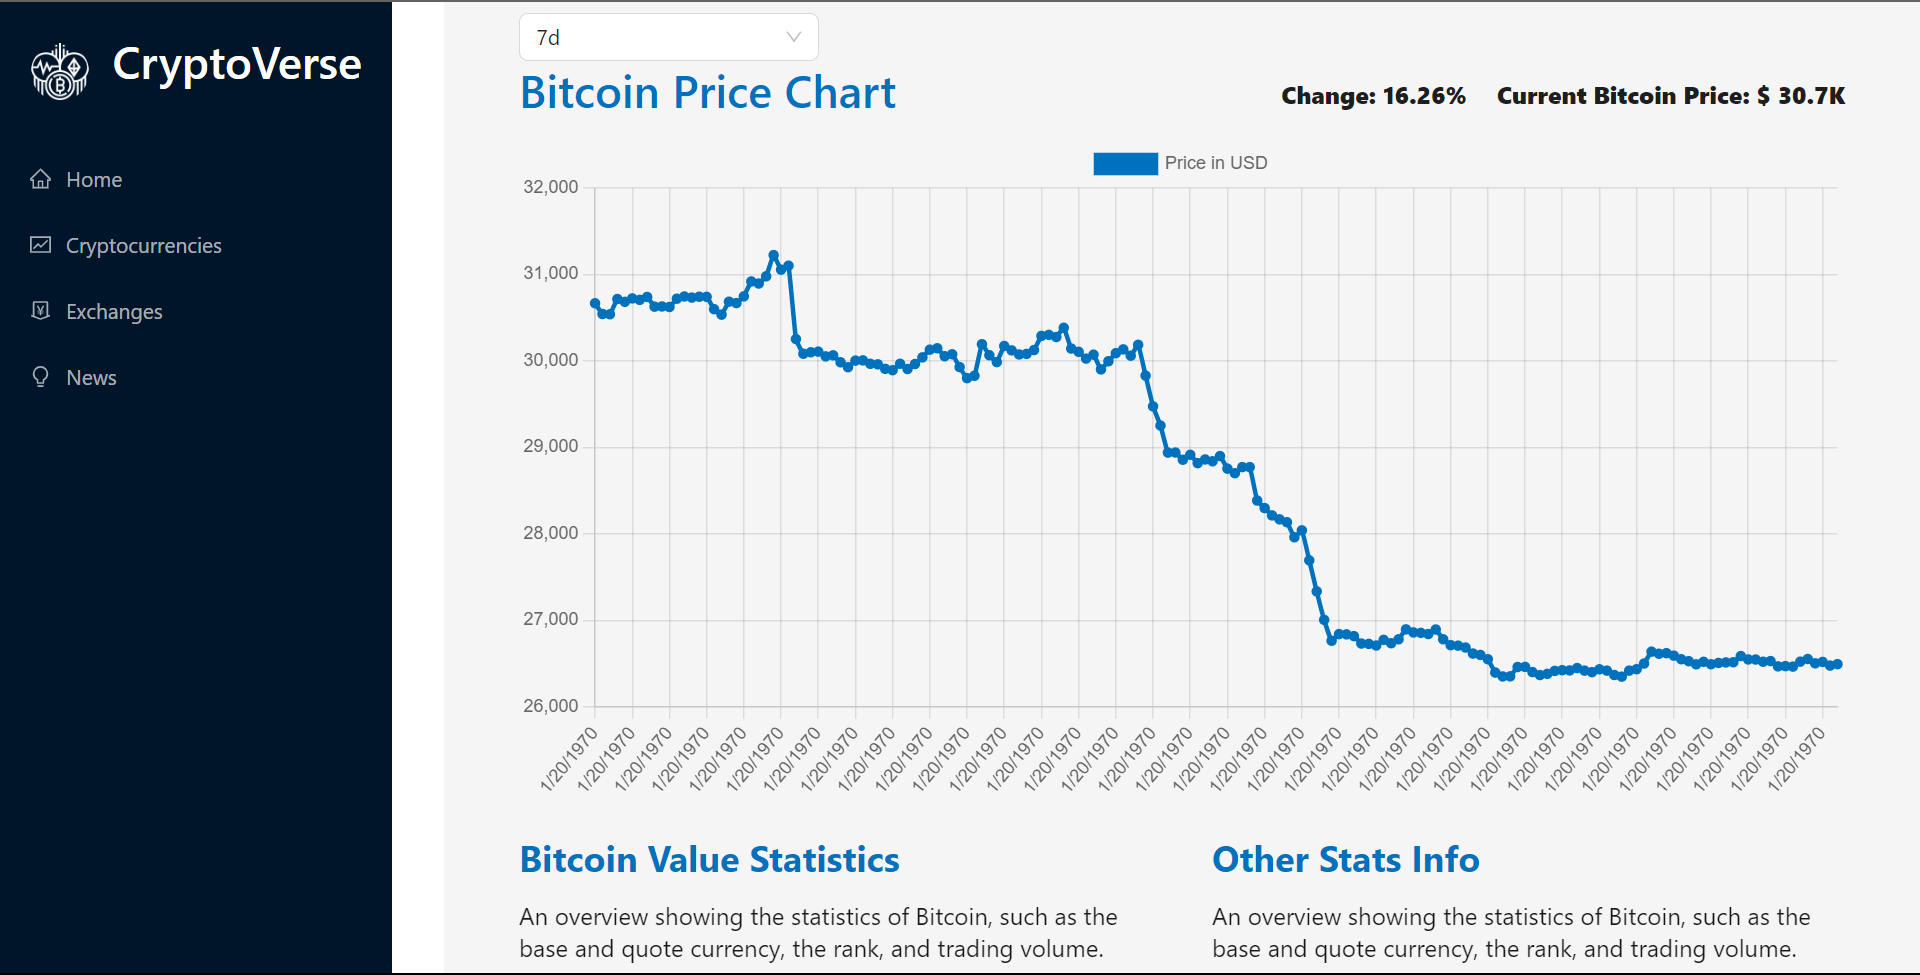 CryptoVerse
Home
Cryptocurrencies
Exchanges
News
7d
Bitcoin Price Chart
Change: 16.26% Current Bitcoin Price: $ 30.7K
Price in USD
32,000
31,000
30,000
29,000
28,000
27,000
26,000
1/20/1970 1/20/1970 1/20/1970 1/20/1970 1/20/1970 1/20/1970 1/20/1970 1/20/1970 1/20/1970 1/20/1970 1/20/1970 1/20/1970 1/20/1970 1/20/1970 1/20/1970 1/20/1970 1/20/1970 1/20/1970 1/20/1970 1/20/1970 1/20/1970 1/20/1970 1/20/1970 1/20/1970 1/20/1970 1/20/1970 1/20/1970 1/20/1970 1/20/1970 1/20/1970 1/20/1970 1/20/1970 1/20/1970 1/20/1970
Bitcoin Value Statistics
An overview showing the statistics of Bitcoin, such as the
base and quote currency, the rank, and trading volume.
Other Stats Info
An overview showing the statistics of Bitcoin, such as the
base and quote currency, the rank, and trading volume.